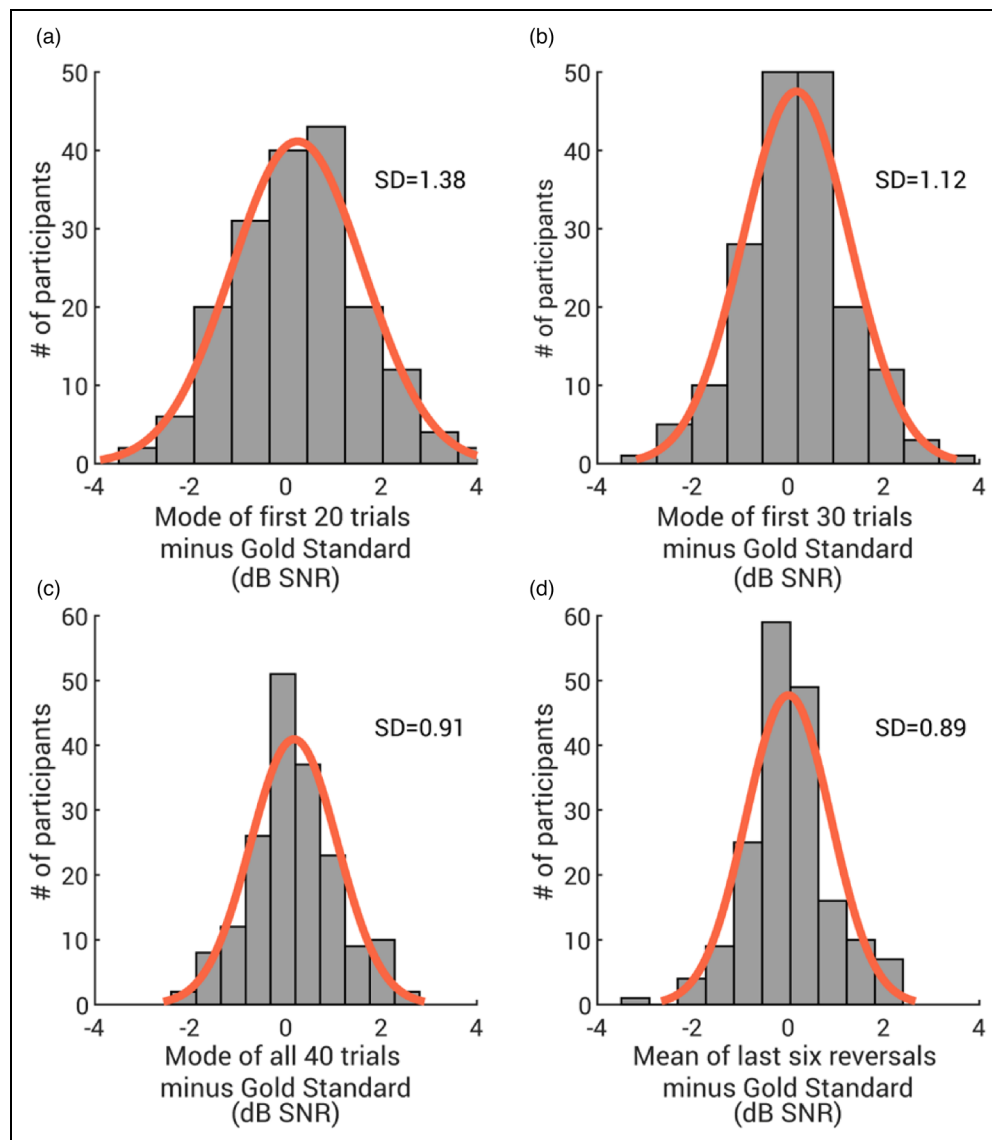 (a)
50
40
30
20
10
0
# of participants
SD=1.38
-4 -2 0 2 4
Mode of first 20 trials
minus Gold Standard
(dB SNR)
(b)
50
40
30
20
10
0
# of participants
SD=1.12
-4 -2 0 2 4
Mode of first 30 trials
minus Gold Standard
(dB SNR)
(c)
60
50
40
30
20
10
0
# of participants
SD=0.91
-4 -2 0 2 4
Mode of all 40 trials
minus Gold Standard
(dB SNR)
(d)
60
50
40
30
20
10
0
# of participants
SD=0.89
-4 -2 0 2 4
Mean of last six reversals
minus Gold Standard
(dB SNR)